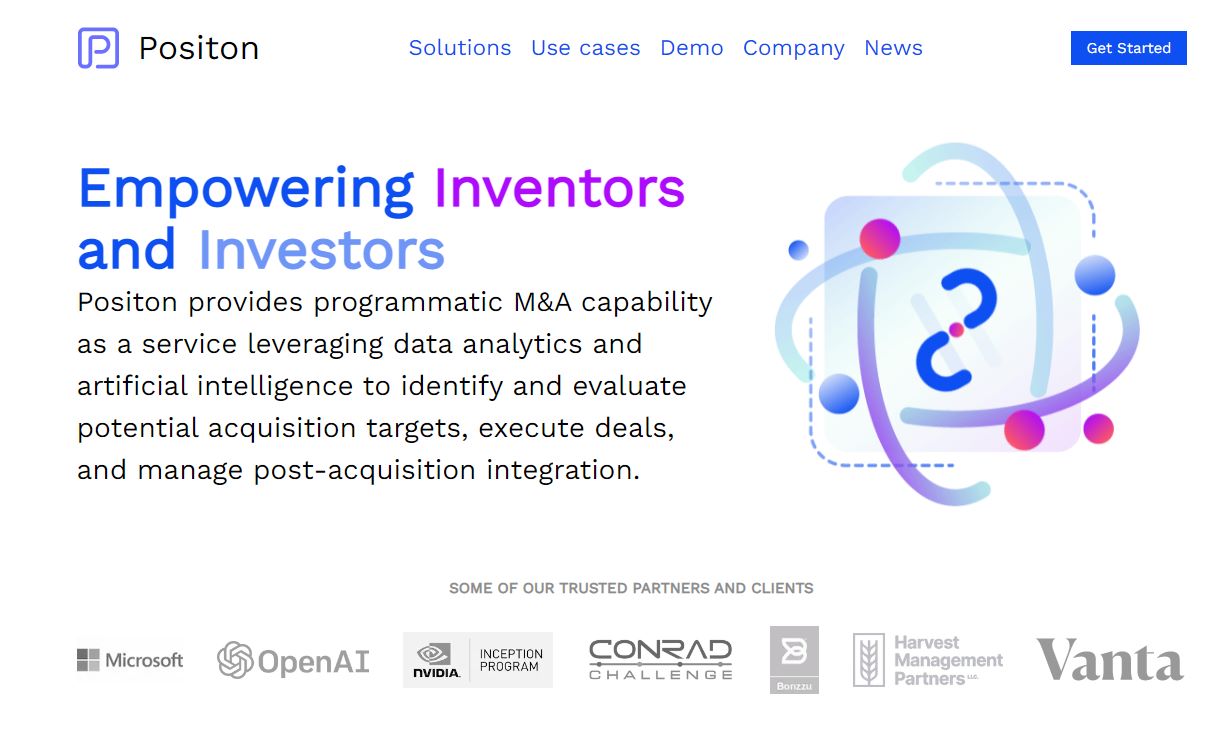 Positon
Solutions Use cases Demo Company News
Get Started
Empowering Inventors
and Investors
Positon provides programmatic M&A capability
as a service leveraging data analytics and
artificial intelligence to identify and evaluate
potential acquisition targets, execute deals,
and manage post-acquisition integration.
SOME OF OUR TRUSTED PARTNERS AND CLIENTS
Microsoft
OpenAI
NVIDIA.
INCEPTION
PROGRAM
CONRAD
CHALLENGE
Bonzzu
Harvest
Management
Partners LLC.
Vanta